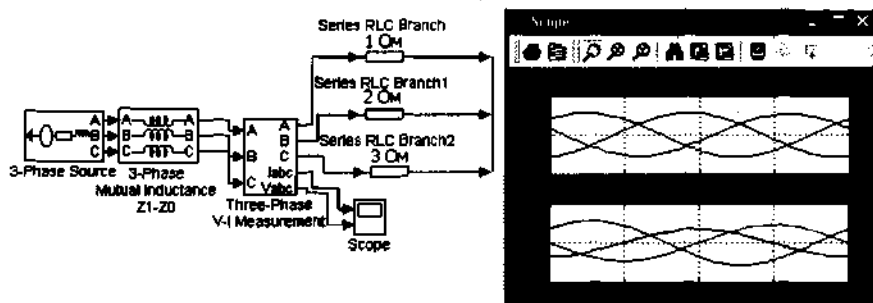 Series RLC Branch
1 Ом
Series RLC Branch1
2 Ом
Series RLC Branch2
3 Ом
A
B
C
3-Phase Source
A
B
C
A
B
C
3-Phase
Mutual Inductance
Z1-Z0
A
B
C
A
B
C
Iabc
Vabc
Three-Phase
V-I Measurement
Scope
Scope